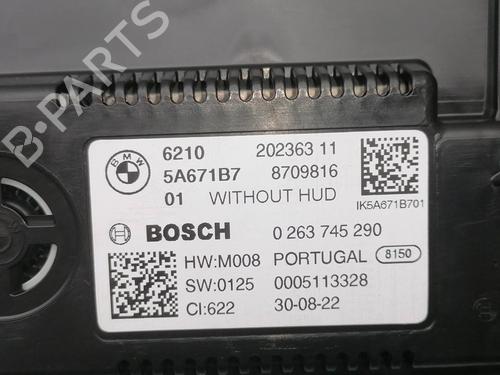 B-PARTS
BMW
6210 202363 11
5A671B7 8709816
01 WITHOUT HUD
IK5A671B701
BOSCH 0 263 745 290
HW:M008 PORTUGAL 8150
SW:0125 0005113328
CI:622 30-08-22